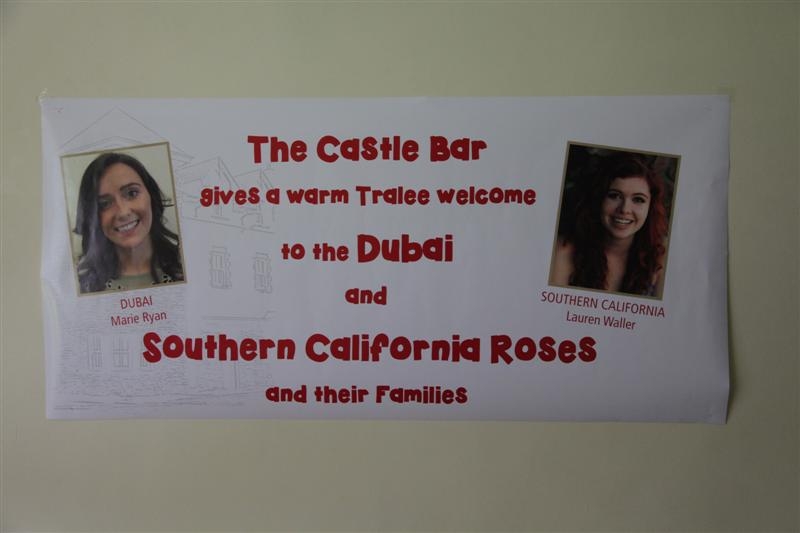 The Castle Bar
gives a warm Tralee welcome
to the Dubai
and
Southern California Roses
and their Families
DUBAI
Marie Ryan
SOUTHERN CALIFORNIA
Lauren Waller